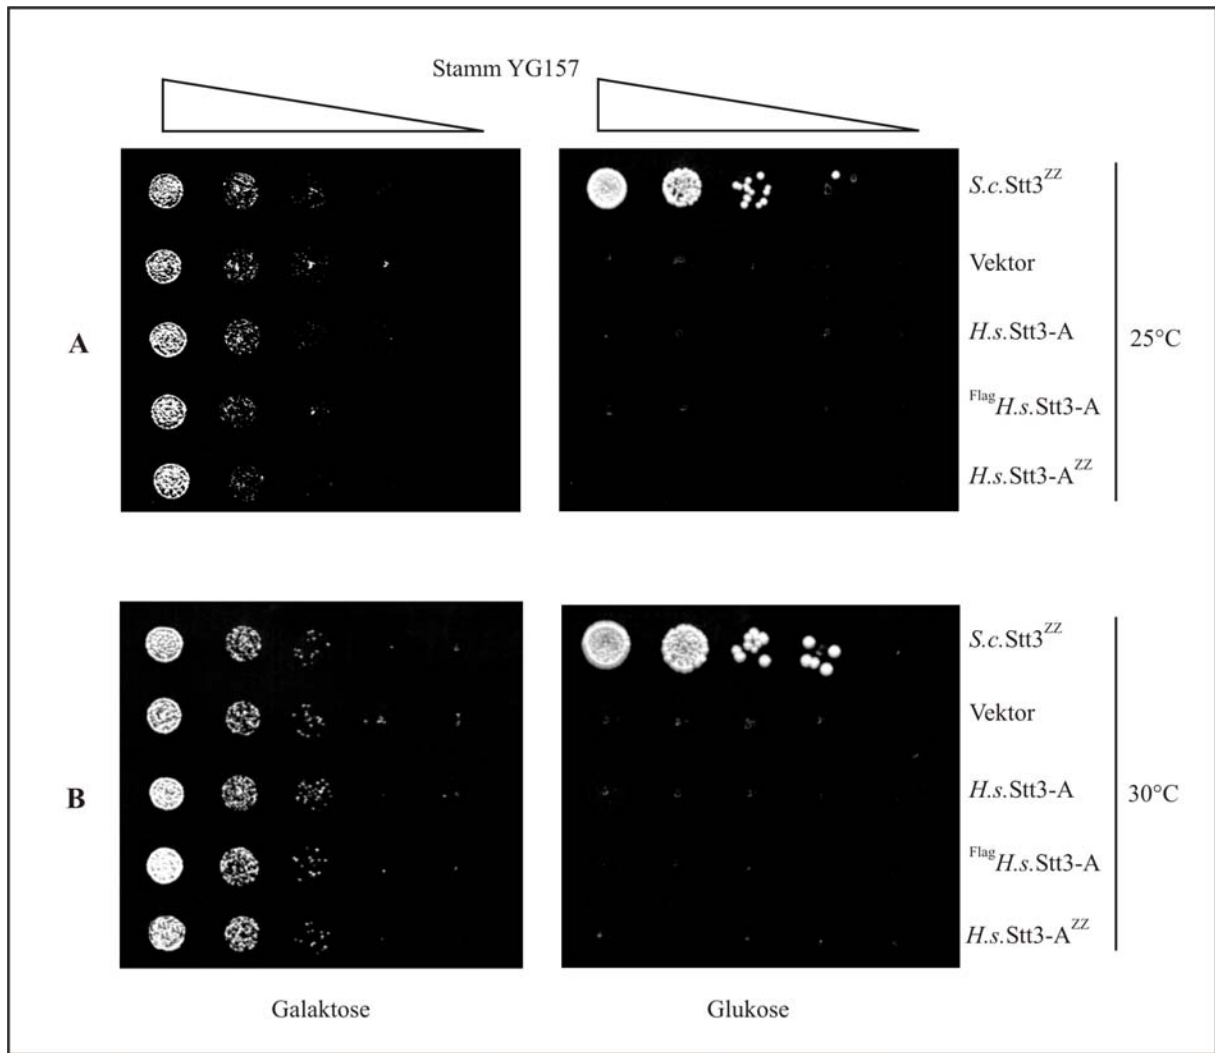 Stamm YG157
S.c.Stt3ZZ
Vektor
A
H.s.Stt3-A
25°C
FlagH.s.Stt3-A
H.s.Stt3-AZZ
S.c.Stt3ZZ
Vektor
B
H.s.Stt3-A
30°C
FlagH.s.Stt3-A
H.s.Stt3-AZZ
Galaktose
Glukose